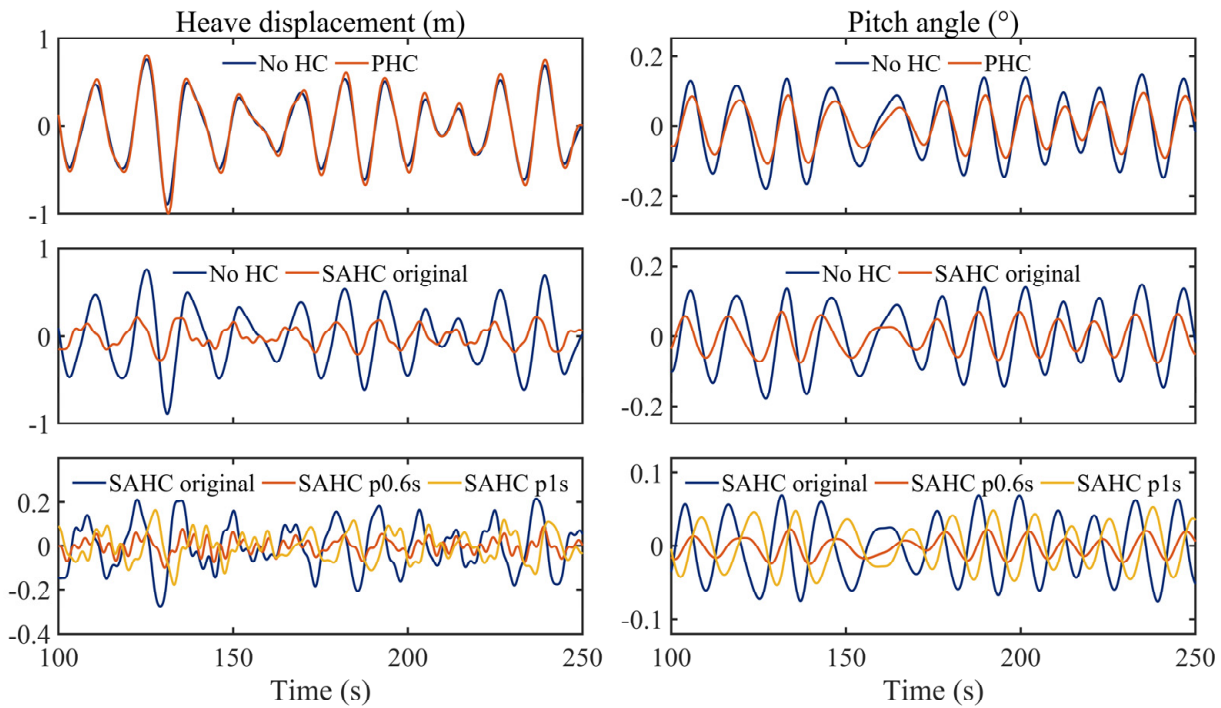 Heave displacement (m)
1
0
-1
No HC PHC
1
0
-1
No HC SAHC original
0.2
0
-0.2
-0.4
SAHC original SAHC p0.6s SAHC p1s
100 150 200 250
Time (s)
Pitch angle (°)
0.2
0
-0.2
No HC PHC
0.2
0
-0.2
No HC SAHC original
0.1
0
-0.1
SAHC original SAHC p0.6s SAHC p1s
100 150 200 250
Time (s)